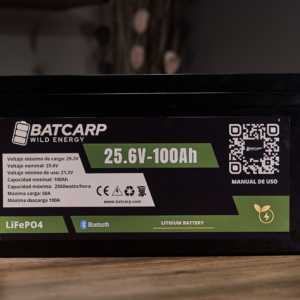 BATCARP
WILD ENERGY
25.6V-100Ah
Voltaje máximo de carga: 29.2V
Voltaje nominal: 25.6V
Voltaje mínimo de uso: 21.2V
Capacidad nominal: 100Ah
Capacidad máxima: 2560watts/hora
Máxima carga: 50A
Máxima descarga 100A
CE
www.batcarp.com
BATCARP
MANUAL DE USO
LiFePO4
Bluetooth
LITHIUM BATTERY